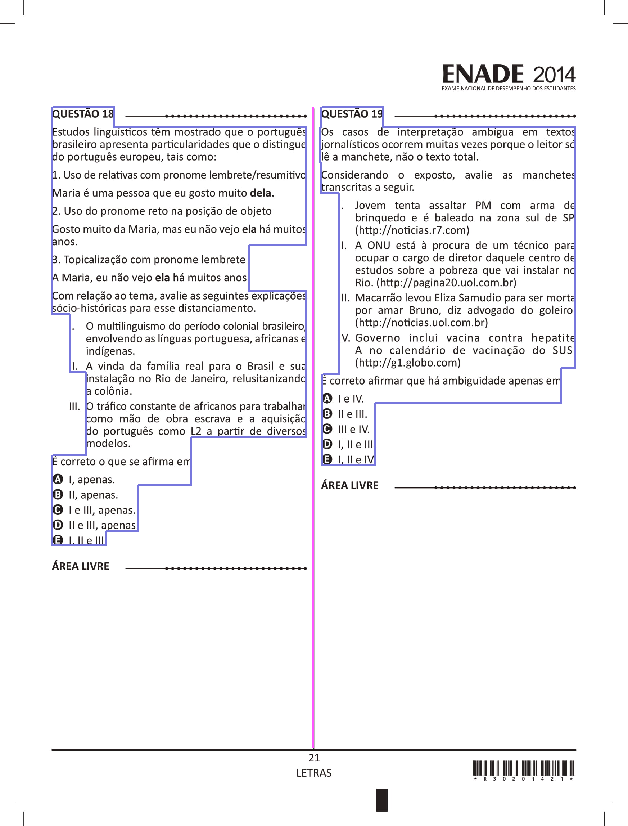 ENADE 2014
EXAME NACIONAL DE DESEMPENHO DOS ESTUDANTES
QUESTÃO 18
Estudos linguísticos têm mostrado que o português
brasileiro apresenta particularidades que o distingue
do português europeu, tais como:
1. Uso de relativas com pronome lembrete/resumitivo
Maria é uma pessoa que eu gosto muito dela.
2. Uso do pronome reto na posição de objeto
Gosto muito da Maria, mas eu não vejo ela há muitos
anos.
3. Topicalização com pronome lembrete
A Maria, eu não vejo ela há muitos anos
Com relação ao tema, avalie as seguintes explicações
sócio-históricas para esse distanciamento.
I. O multilinguismo do período colonial brasileiro,
envolvendo as línguas portuguesa, africanas e
indígenas.
II. A vinda da família real para o Brasil e sua
instalação no Rio de Janeiro, relusitanizando
a colônia.
III. O tráfico constante de africanos para trabalhar
como mão de obra escrava e a aquisição
do português como L2 a partir de diversos
modelos.
É correto o que se afirma em
A I, apenas.
B II, apenas.
C I e III, apenas.
D II e III, apenas
E I, II e III
ÁREA LIVRE
QUESTÃO 19
Os casos de interpretação ambígua em textos
jornalísticos ocorrem muitas vezes porque o leitor só
lê a manchete, não o texto total.
Considerando o exposto, avalie as manchetes
transcritas a seguir.
I. Jovem tenta assaltar PM com arma de
brinquedo e é baleado na zona sul de SP
(http://noticias.r7.com)
II. A ONU está à procura de um técnico para
ocupar o cargo de diretor daquele centro de
estudos sobre a pobreza que vai instalar no
Rio. (http://pagina20.uol.com.br)
III. Macarrão levou Eliza Samudio para ser morta
por amar Bruno, diz advogado do goleiro.
(http://noticias.uol.com.br)
IV. Governo inclui vacina contra hepatite
A no calendário de vacinação do SUS.
(http://g1.globo.com)
É correto afirmar que há ambiguidade apenas em
A I e IV.
B II e III.
C III e IV.
D I, II e III
E I, II e IV
ÁREA LIVRE
21
LETRAS
*R3020142 1*